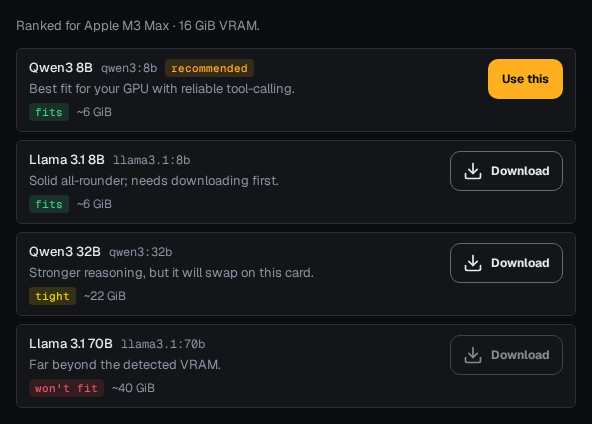 Ranked for Apple M3 Max · 16 GiB VRAM.
Qwen3 8B qwen3:8b recommended
Use this
Best fit for your GPU with reliable tool-calling.
fits ~6 GiB
Llama 3.1 8B llama3.1:8b
Download
Solid all-rounder; needs downloading first.
fits ~6 GiB
Qwen3 32B qwen3:32b
Download
Stronger reasoning, but it will swap on this card.
tight ~22 GiB
Llama 3.1 70B llama3.1:70b
Download
Far beyond the detected VRAM.
won't fit ~40 GiB